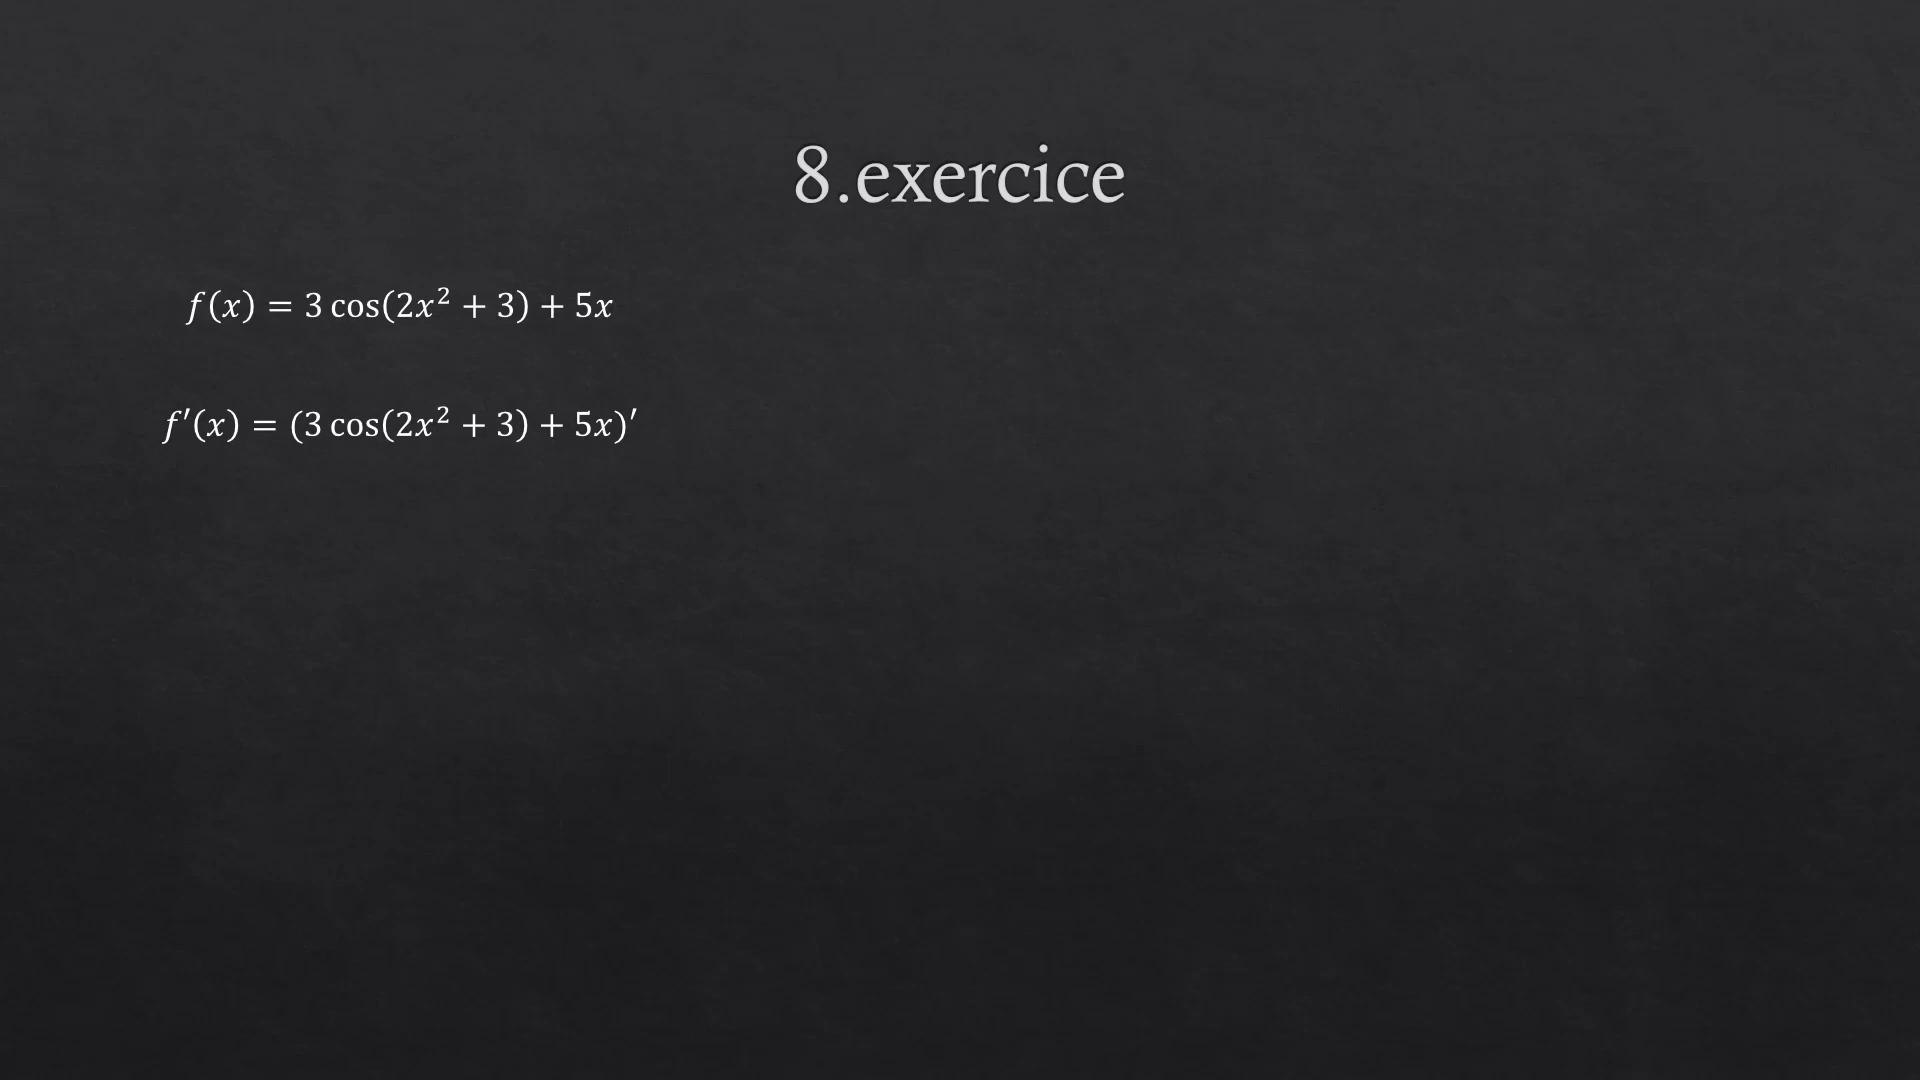 8.exercice
f(x) = 3 cos(2x² + 3) + 5x
f′(x) = (3 cos(2x² + 3) + 5x)′